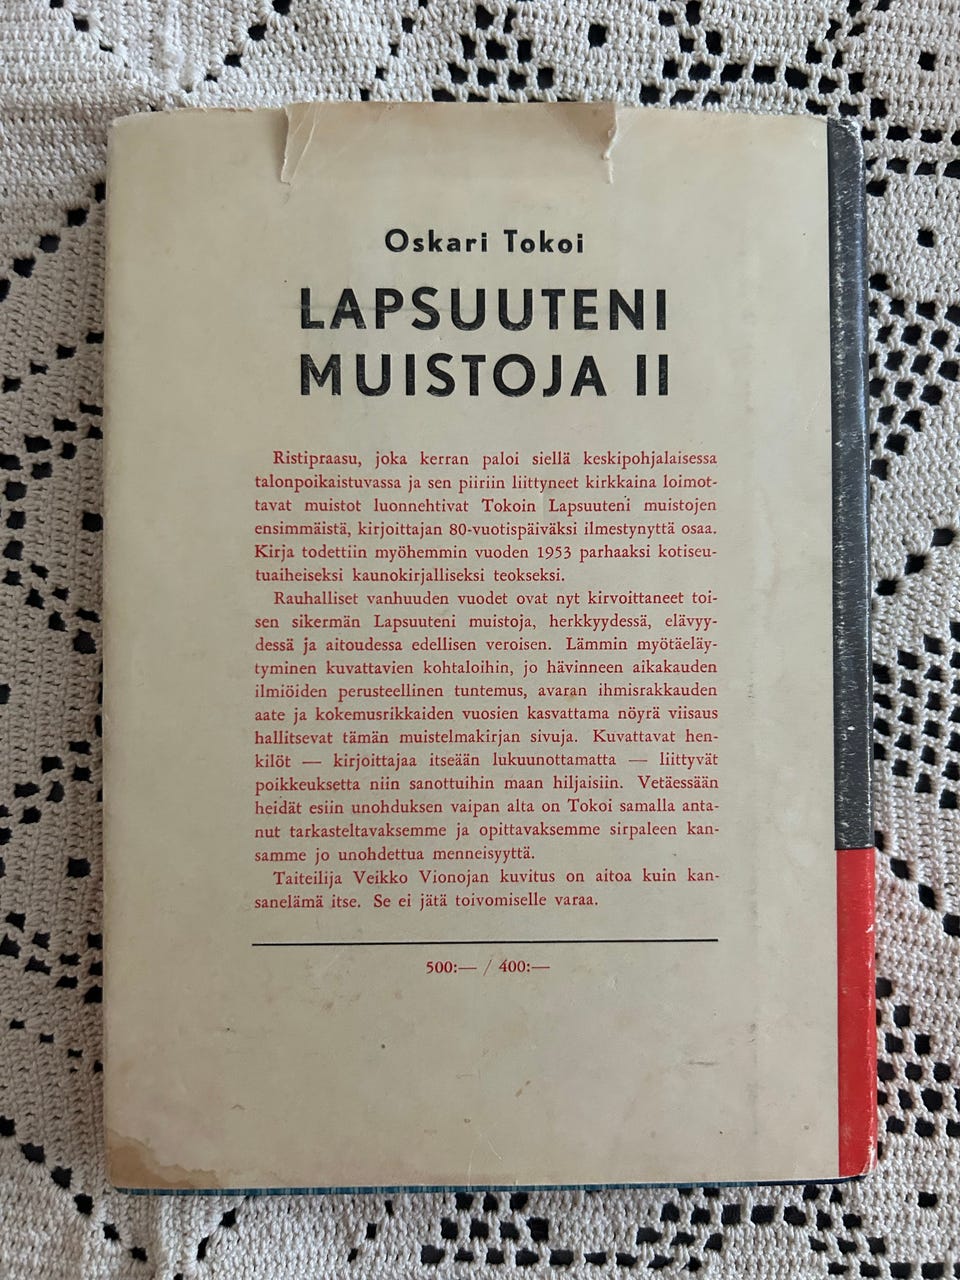 Oskari Tokoi
LAPSUUTENI
MUISTOJA II
Ristipraasu, joka kerran paloi siellä keskipohjalaisessa
talonpoikaistuvassa ja sen piiriin liittyneet kirkkaina loimot-
tavat muistot luonnehtivat Tokoin Lapsuuteni muistojen
ensimmäistä, kirjoittajan 80-vuotispäiväksi ilmestynyttä osaa.
Kirja todettiin myöhemmin vuoden 1953 parhaaksi kotiseu-
tuaiheiseksi kaunokirjalliseksi teokseksi.
Rauhalliset vanhuuden vuodet ovat nyt kirvoittaneet toi-
sen sikermän Lapsuuteni muistoja, herkkyydessä, elävyy-
dessä ja aitoudessa edellisen veroisen. Lämmin myötäeläy-
tyminen kuvattavien kohtaloihin, jo hävinneen aikakauden
ilmiöiden perusteellinen tuntemus, avaran ihmisrakkauden
aate ja kokemusrikkaiden vuosien kasvattama nöyrä viisaus
hallitsevat tämän muistelmakirjan sivuja. Kuvattavat hen-
kilöt — kirjoittajaa itseään lukuunottamatta — liittyvät
poikkeuksetta niin sanottuihin maan hiljaisiin. Vetäessään
heidät esiin unohduksen vaipan alta on Tokoi samalla anta-
nut tarkasteltavaksemme ja opittavaksemme sirpaleen kan-
samme jo unohdettua menneisyyttä.
Taiteilija Veikko Vionojan kuvitus on aitoa kuin kan-
sanelämä itse. Se ei jätä toivomiselle varaa.
500:— / 400:—